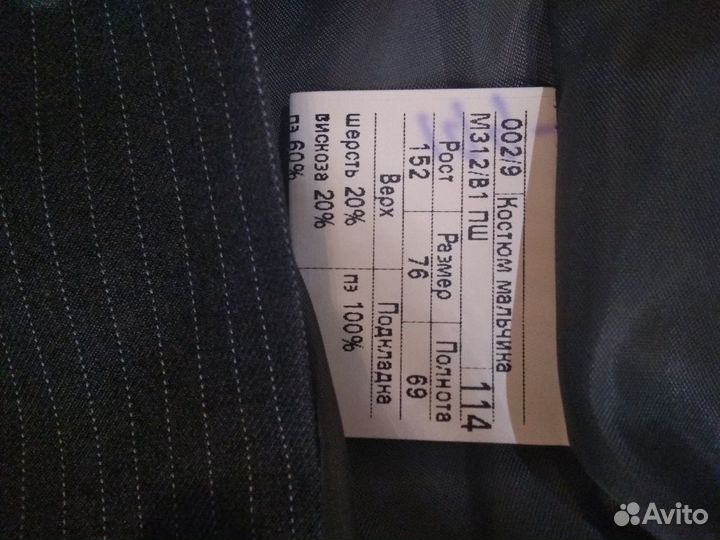 002/9 Костюм мальчика
М312/В1 ПШ 114
Рост Размер Полнота
152 76 69
Верх Подкладка
шерсть 20% пэ 100%
вискоза 20%
пэ 60%
Avito